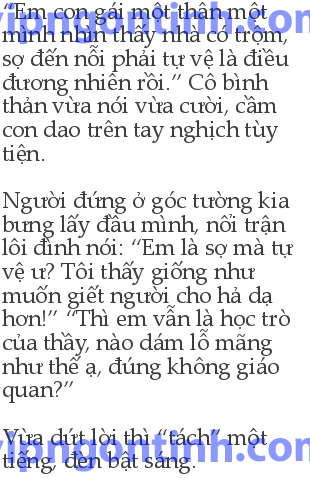 “Em con gái một thân một
mình nhìn thấy nhà có trộm,
sợ đến nỗi phải tự vệ là điều
đương nhiên rồi.” Cô bình
thản vừa nói vừa cười, cầm
con dao trên tay nghịch tùy
tiện.
Người đứng ở góc tường kia
bưng lấy đầu mình, nổi trận
lôi đình nói: “Em là sợ mà tự
vệ ư? Tôi thấy giống như
muốn giết người cho hả dạ
hơn!” “Thì em vẫn là học trò
của thầy, nào dám lỗ mãng
như thế ạ, đúng không giáo
quan?”
Vừa dứt lời thì “tách” một
tiếng, đèn bật sáng.
vipngontinh.com
vipngontinh.com